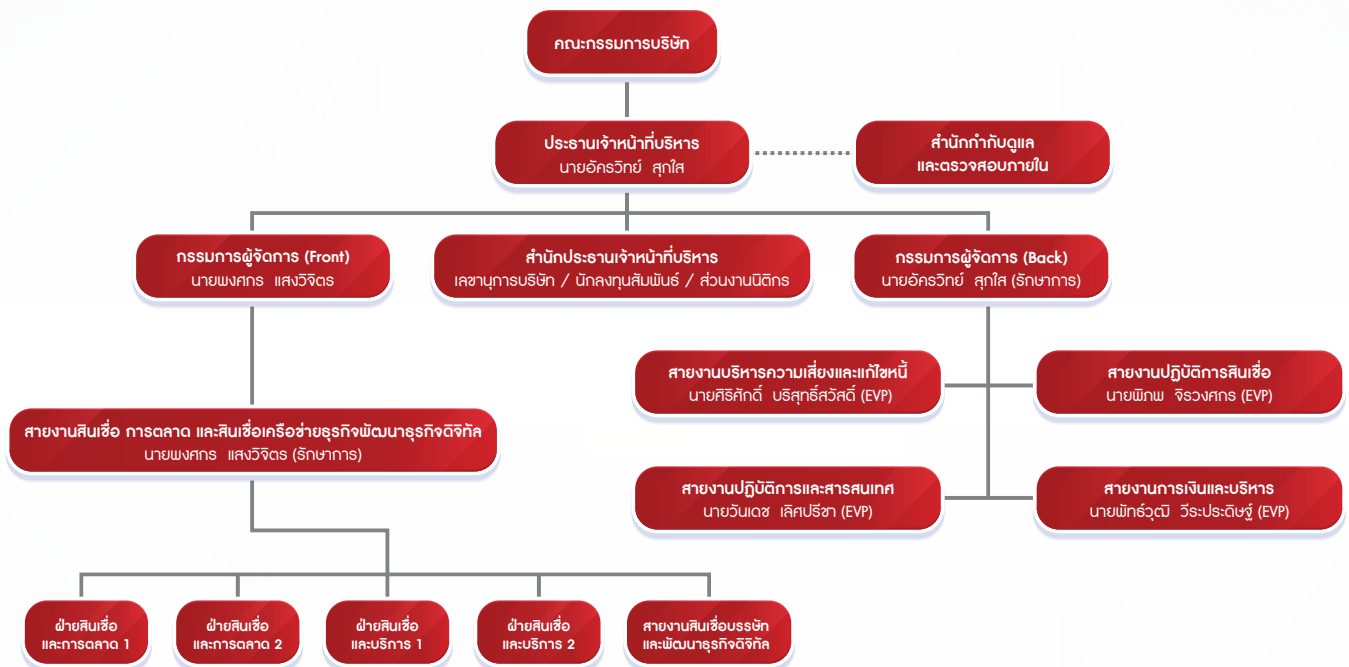 คณะกรรมการบริษัท
ประธานเจ้าหน้าที่บริหาร
นายอัครวิทย์ สุกใส
สำนักกำกับดูแล
และตรวจสอบภายใน
กรรมการผู้จัดการ (Front)
นายพงศกร แสงวิจิตร
สำนักประธานเจ้าหน้าที่บริหาร
เลขานุการบริษัท / นักลงทุนสัมพันธ์ / ส่วนงานนิติกร
กรรมการผู้จัดการ (Back)
นายอัครวิทย์ สุกใส (รักษาการ)
สายงานบริหารความเสี่ยงและแก้ไขหนี้
นายศิริศักดิ์ บริสุทธิ์สวัสดิ์ (EVP)
สายงานปฏิบัติการสินเชื่อ
นายพิภพ จิรวงศกร (EVP)
สายงานสินเชื่อ การตลาด และสินเชื่อเครือข่ายธุรกิจพัฒนาธุรกิจดิจิทัล
นายพงศกร แสงวิจิตร (รักษาการ)
สายงานปฏิบัติการและสารสนเทศ
นายวันเดช เลิศปรีชา (EVP)
สายงานการเงินและบริหาร
นายพัทธ์วุฒิ วีระประดิษฐ์ (EVP)
ฝ่ายสินเชื่อ
และการตลาด 1
ฝ่ายสินเชื่อ
และการตลาด 2
ฝ่ายสินเชื่อ
และบริการ 1
ฝ่ายสินเชื่อ
และบริการ 2
สายงานสินเชื่อบรรษัท
และพัฒนาธุรกิจดิจิทัล